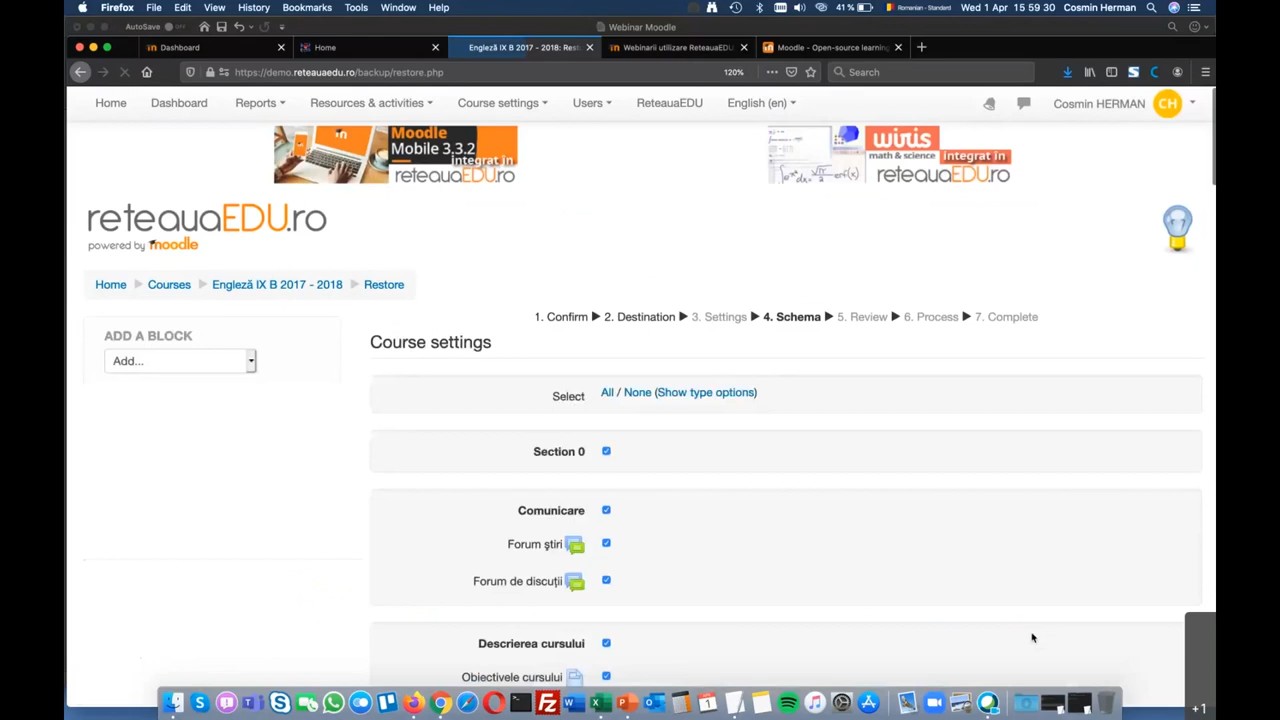 Firefox File Edit View History Bookmarks Tools Window Help 41% Romanian - Standard Wed 1 Apr 15:59:30 Cosmin Herman
AutoSave Webinar Moodle
Dashboard Home Engleză IX B 2017 - 2018: Rest Webinarii utilizare ReteauaEDU Moodle - Open-source learning
https://demo.reteauaedu.ro/backup/restore.php 120% Search
Home Dashboard Reports Resources & activities Course settings Users ReteauaEDU English (en) Cosmin HERMAN CH
Moodle
Mobile 3.3.2
integrat în
reteauaEDU.ro
wiris
math & science integrat în
reteauaEDU.ro
reteauaEDU.ro
powered by moodle
Home Courses Engleză IX B 2017 - 2018 Restore
1. Confirm ► 2. Destination ► 3. Settings ► 4. Schema ► 5. Review ► 6. Process ► 7. Complete
ADD A BLOCK
Add...
Course settings
Select All / None (Show type options)
Section 0
Comunicare
Forum ştiri
Forum de discuţii
Descrierea cursului
Obiectivele cursului
+1